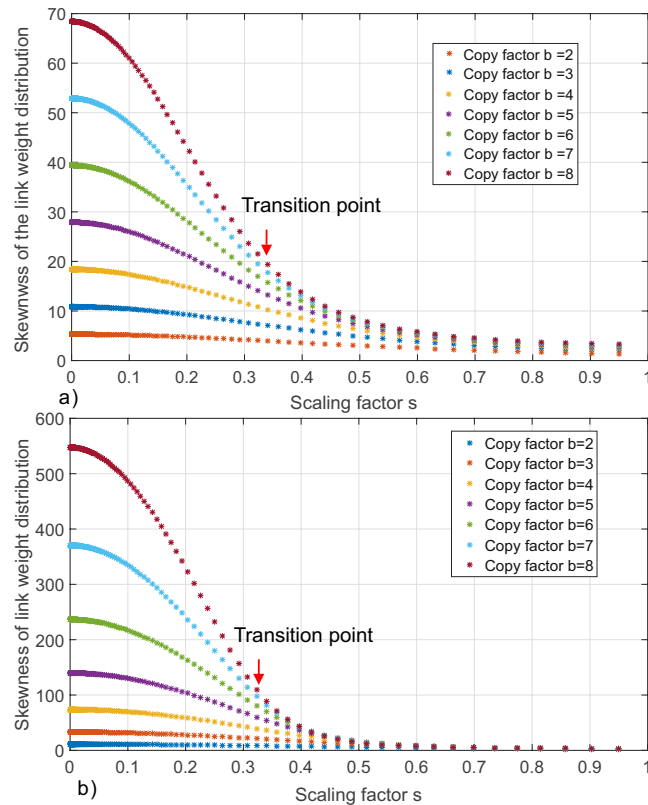 70
60
50
40
30
20
10
0
Skewnwss of the link weight distribution
Copy factor b =2
Copy factor b =3
Copy factor b =4
Copy factor b =5
Copy factor b =6
Copy factor b =7
Copy factor b =8
Transition point
0 0.1 0.2 0.3 0.4 0.5 0.6 0.7 0.8 0.9 1
a)
Scaling factor s
600
500
400
300
200
100
0
Skewness of link weight distribution
Copy factor b=2
Copy factor b=3
Copy factor b=4
Copy factor b=5
Copy factor b=6
Copy factor b=7
Copy factor b=8
Transition point
0 0.1 0.2 0.3 0.4 0.5 0.6 0.7 0.8 0.9 1
b)
Scaling factor s